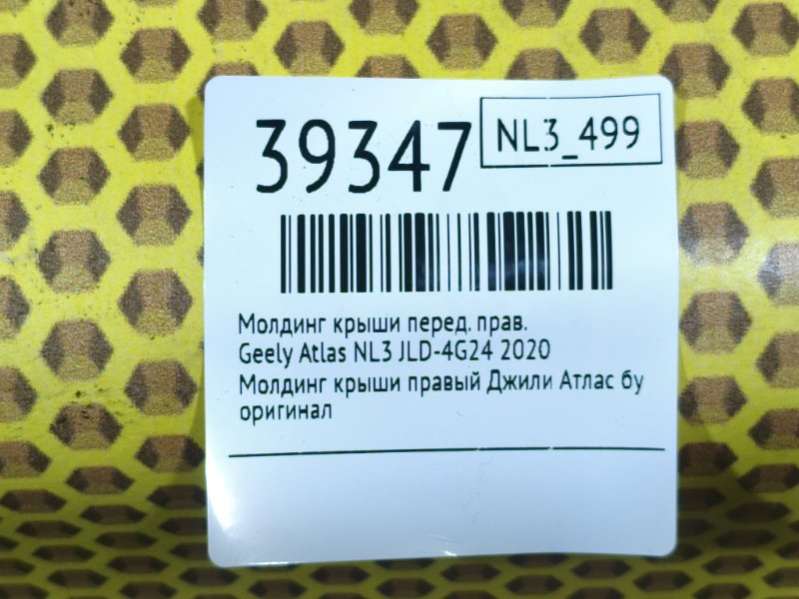 39347
NL3_499
Молдинг крыши перед. прав.
Geely Atlas NL3 JLD-4G24 2020
Молдинг крыши правый Джили Атлас бу
оригинал